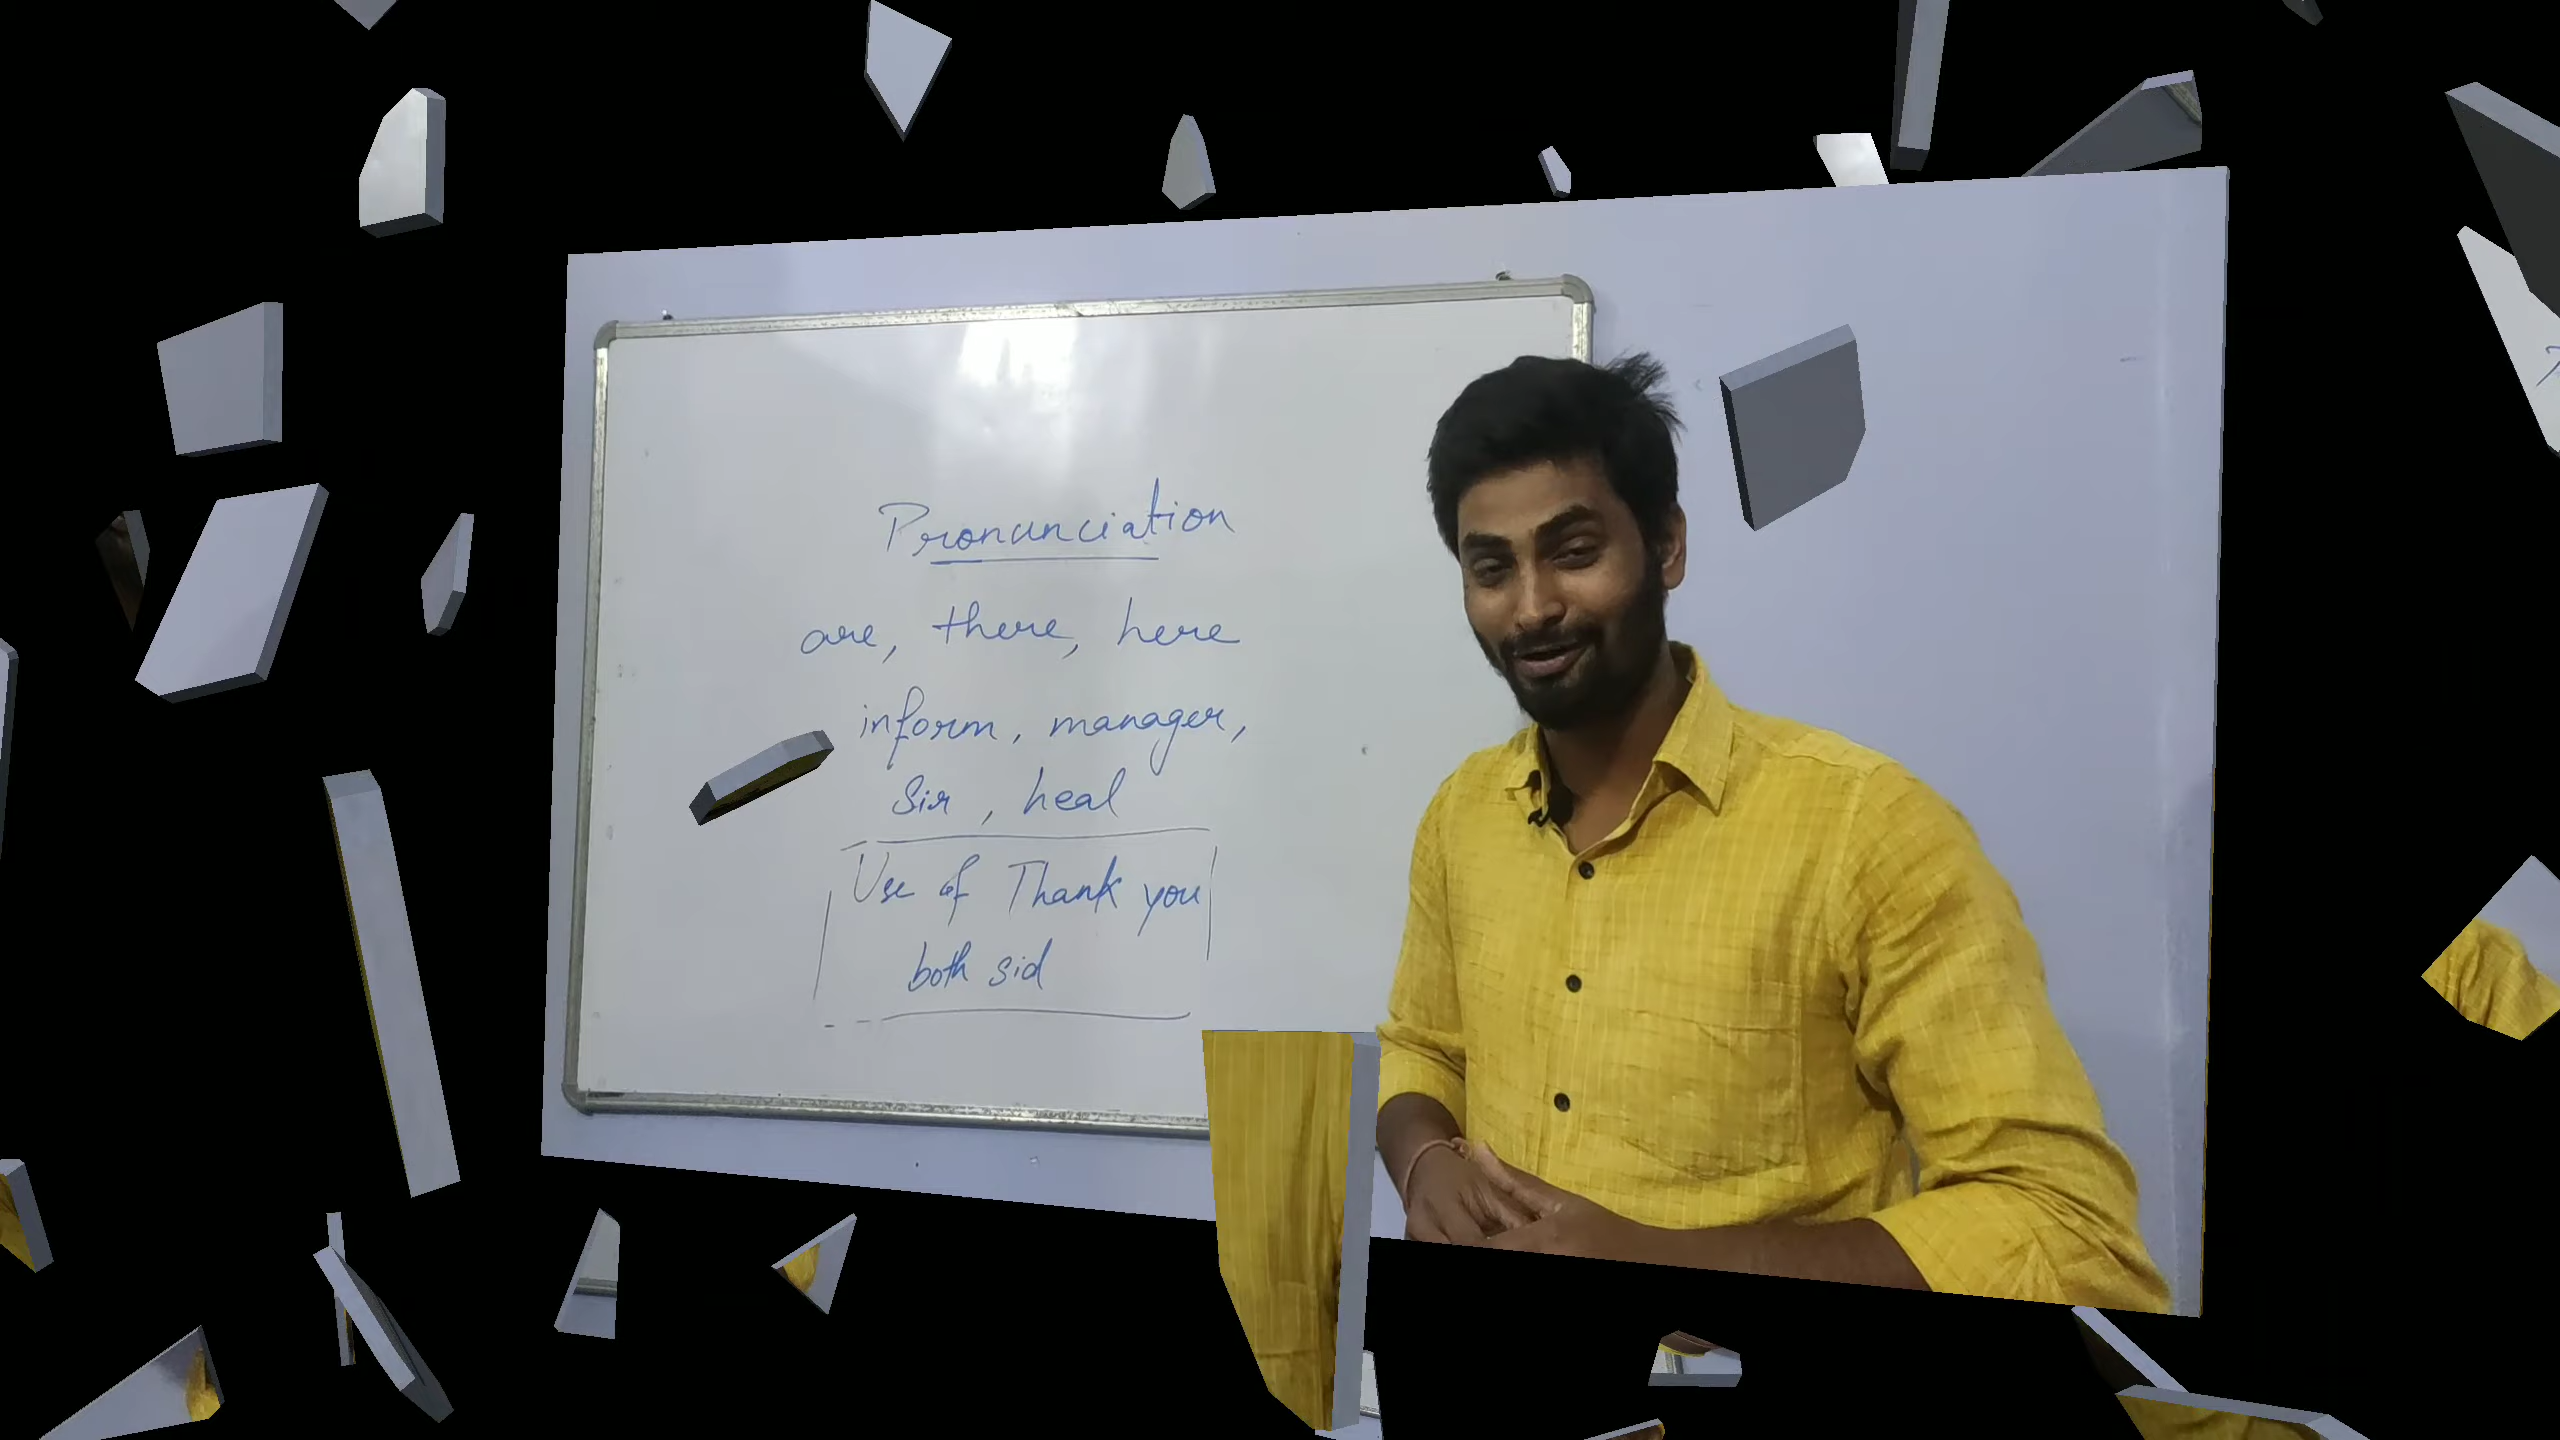 Pronunciation
are, there, here
inform, manager,
Sir, heal
Use of Thank you
both sid